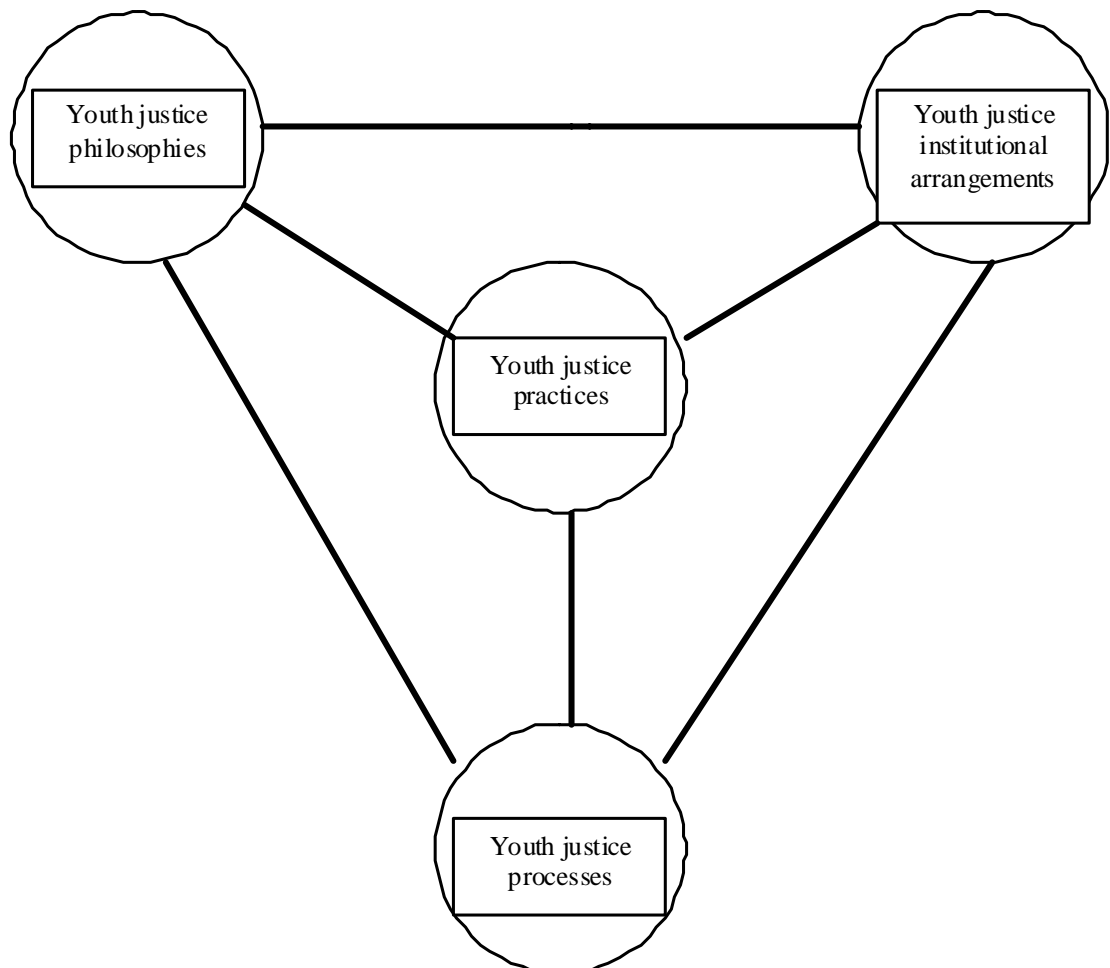 Youth justice
philosophies
Youth justice
institutional
arrangements
Youth justice
practices
Youth justice
processes